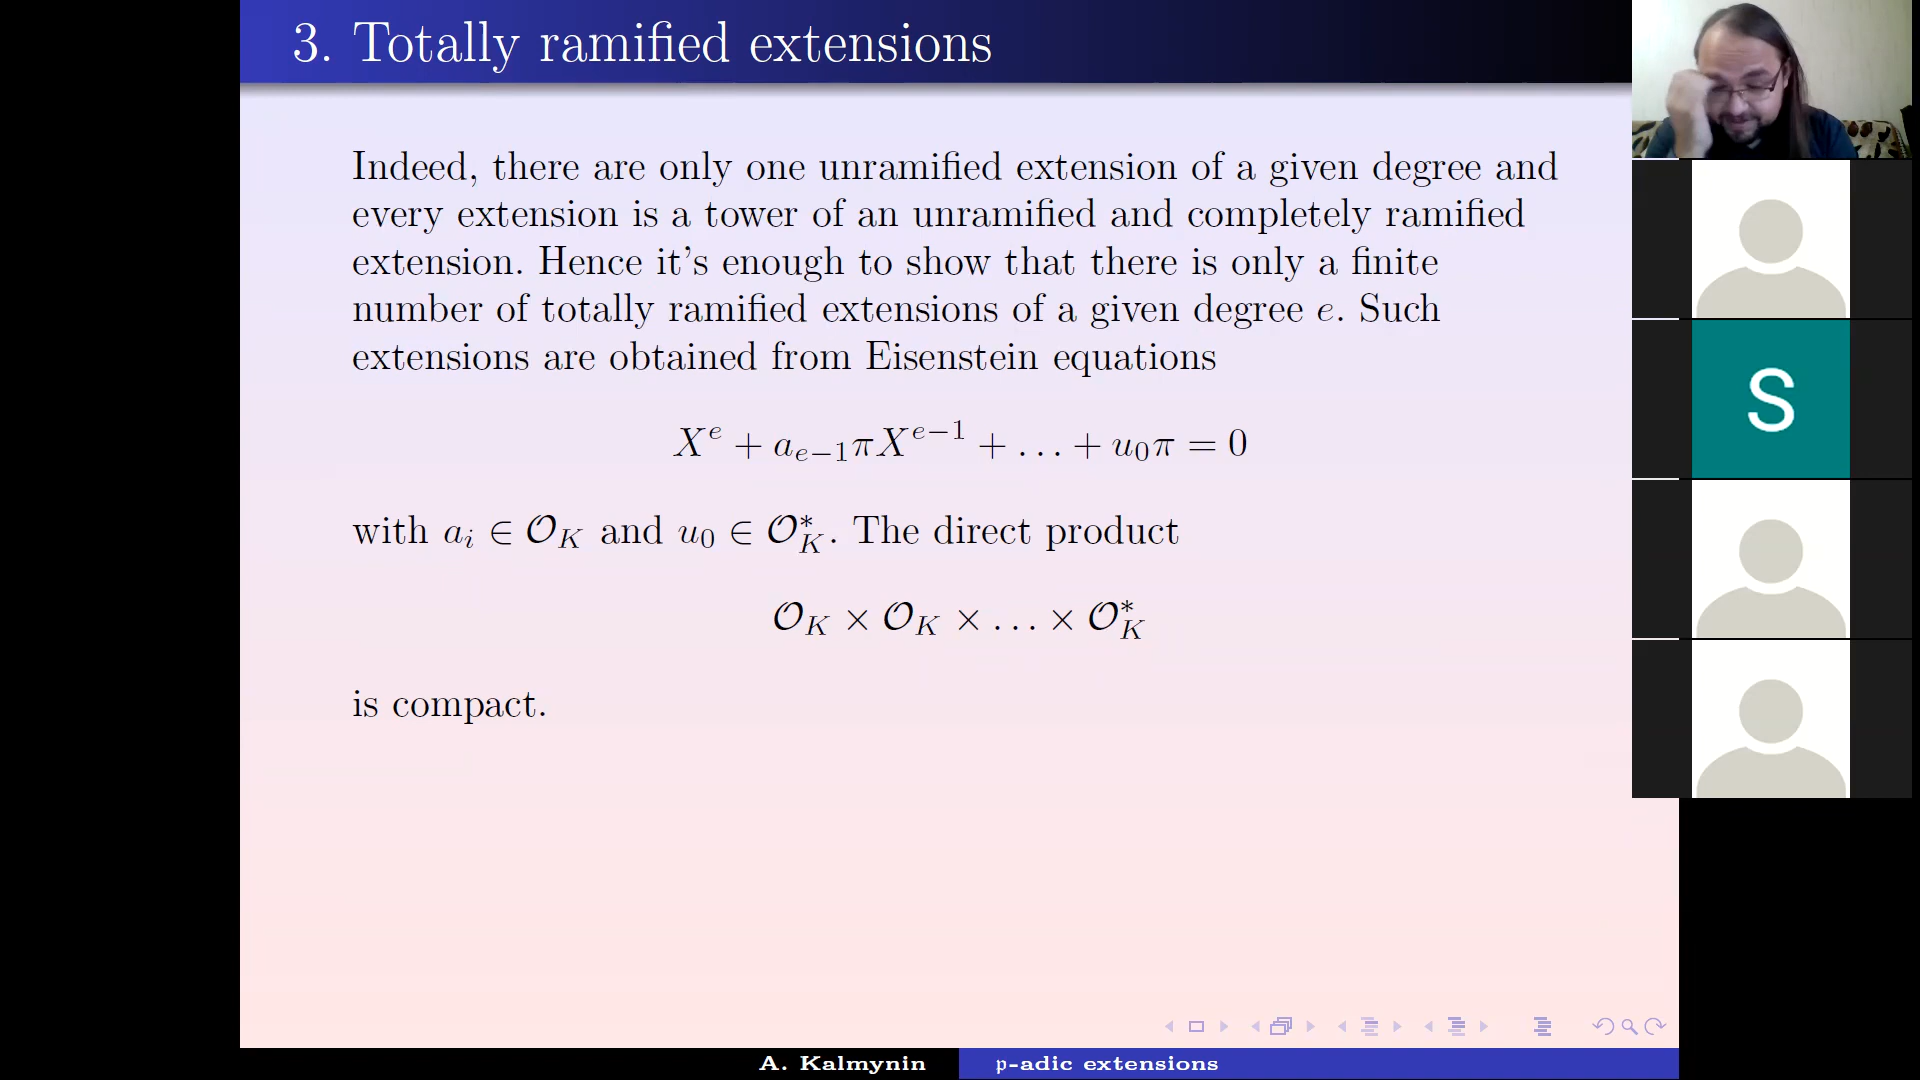 3. Totally ramified extensions
Indeed, there are only one unramified extension of a given degree and
every extension is a tower of an unramified and completely ramified
extension. Hence it's enough to show that there is only a finite
number of totally ramified extensions of a given degree e. Such
extensions are obtained from Eisenstein equations
X^e + a_{e−1}πX^{e−1} + … + u_0π = 0
with a_i ∈ 𝒪_K and u_0 ∈ 𝒪_K^*. The direct product
𝒪_K × 𝒪_K × … × 𝒪_K^*
is compact.
S
A. Kalmynin
p-adic extensions